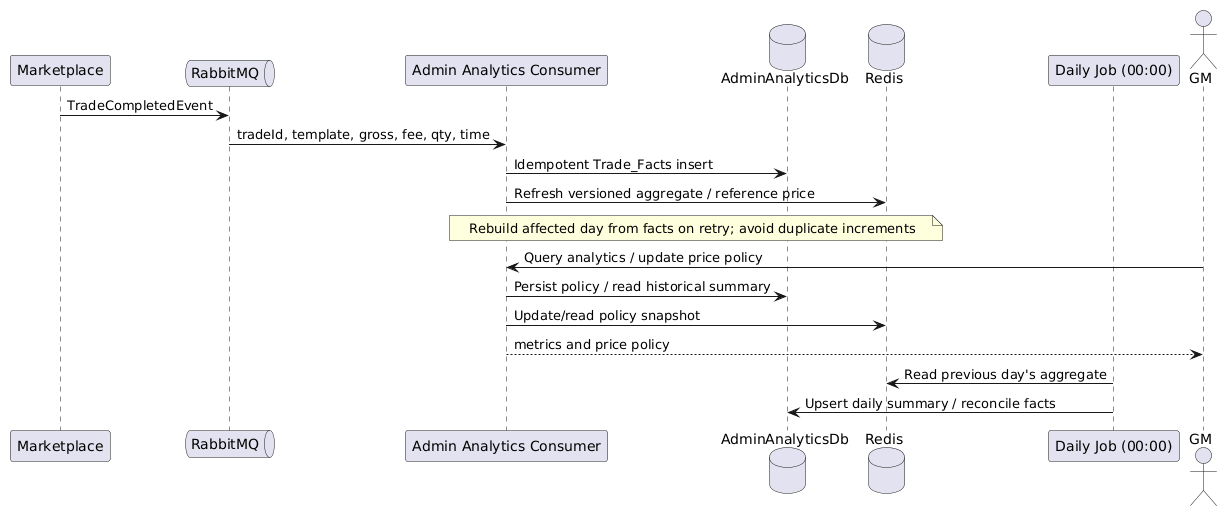 GM
AdminAnalyticsDb
Redis
Marketplace
RabbitMQ
Admin Analytics Consumer
Daily Job (00:00)
TradeCompletedEvent
tradeId, template, gross, fee, qty, time
Idempotent Trade_Facts insert
Refresh versioned aggregate / reference price
Rebuild affected day from facts on retry; avoid duplicate increments
Query analytics / update price policy
Persist policy / read historical summary
Update/read policy snapshot
metrics and price policy
Read previous day's aggregate
Upsert daily summary / reconcile facts
Marketplace
RabbitMQ
Admin Analytics Consumer
AdminAnalyticsDb
Redis
Daily Job (00:00)
GM